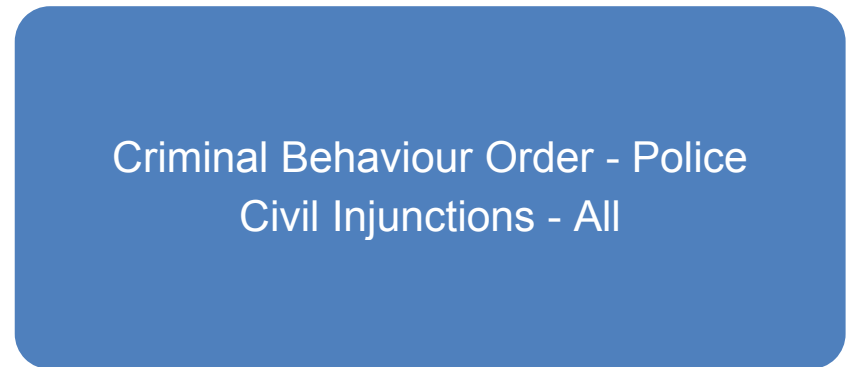 Criminal Behaviour Order - Police
Civil Injunctions - All